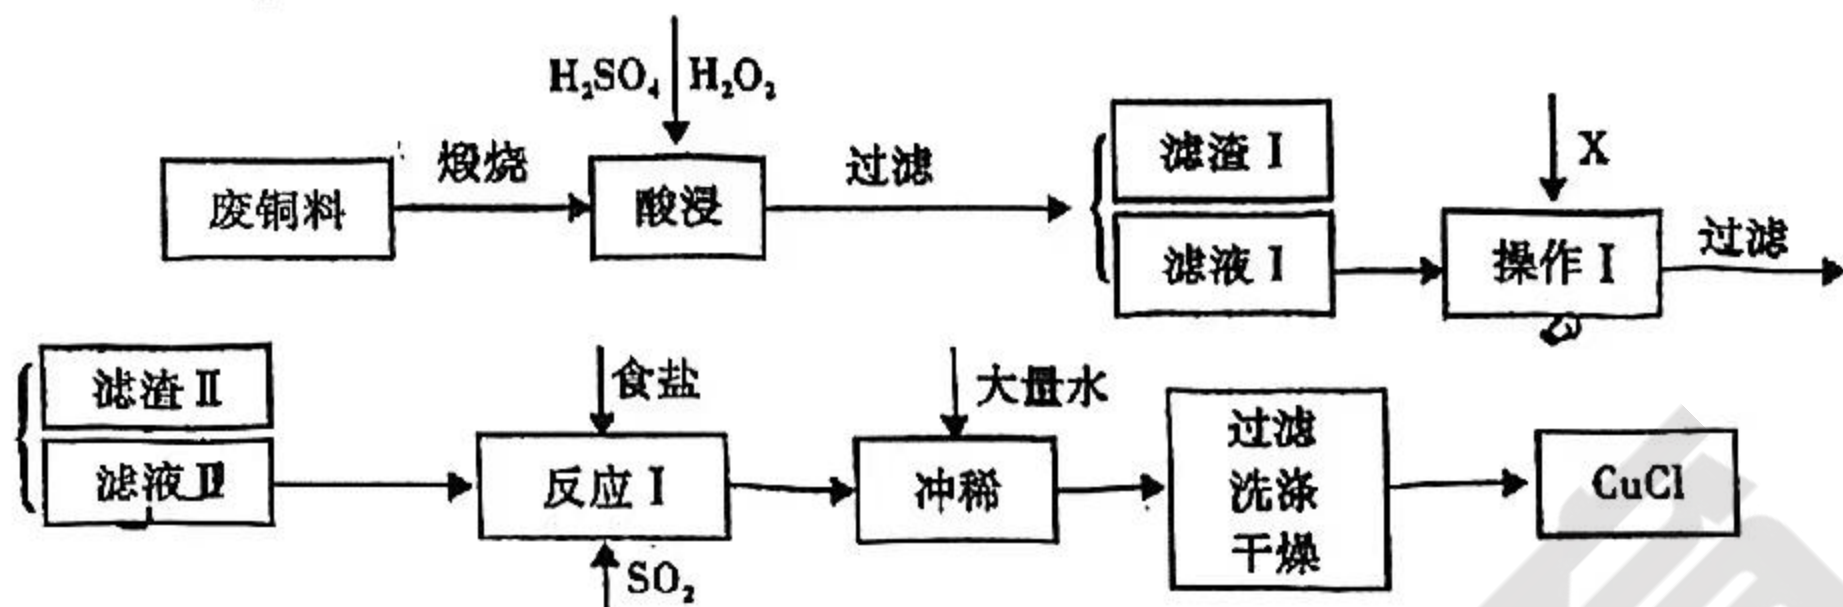 H₂SO₄ H₂O₂
废铜料
煅烧
酸浸
过滤
滤渣 I
滤液 I
X
操作 I
过滤
滤渣 II
滤液 II
食盐
反应 I
SO₂
大量水
冲稀
过滤
洗涤
干燥
CuCl